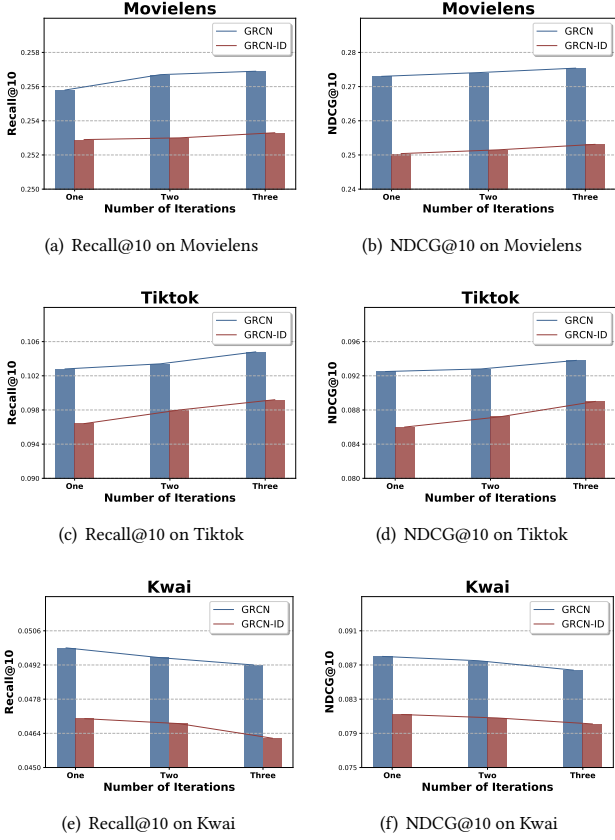 Movielens
GRCN
GRCN-ID
0.258
0.256
0.254
0.252
0.250
Recall@10
One Two Three
Number of Iterations
(a) Recall@10 on Movielens
Movielens
GRCN
GRCN-ID
0.28
0.27
0.26
0.25
0.24
NDCG@10
One Two Three
Number of Iterations
(b) NDCG@10 on Movielens
Tiktok
GRCN
GRCN-ID
0.106
0.102
0.098
0.094
0.090
Recall@10
One Two Three
Number of Iterations
(c) Recall@10 on Tiktok
Tiktok
GRCN
GRCN-ID
0.096
0.092
0.088
0.084
0.080
NDCG@10
One Two Three
Number of Iterations
(d) NDCG@10 on Tiktok
Kwai
GRCN
GRCN-ID
0.0506
0.0492
0.0478
0.0464
0.0450
Recall@10
One Two Three
Number of Iterations
(e) Recall@10 on Kwai
Kwai
GRCN
GRCN-ID
0.091
0.087
0.083
0.079
0.075
NDCG@10
One Two Three
Number of Iterations
(f) NDCG@10 on Kwai